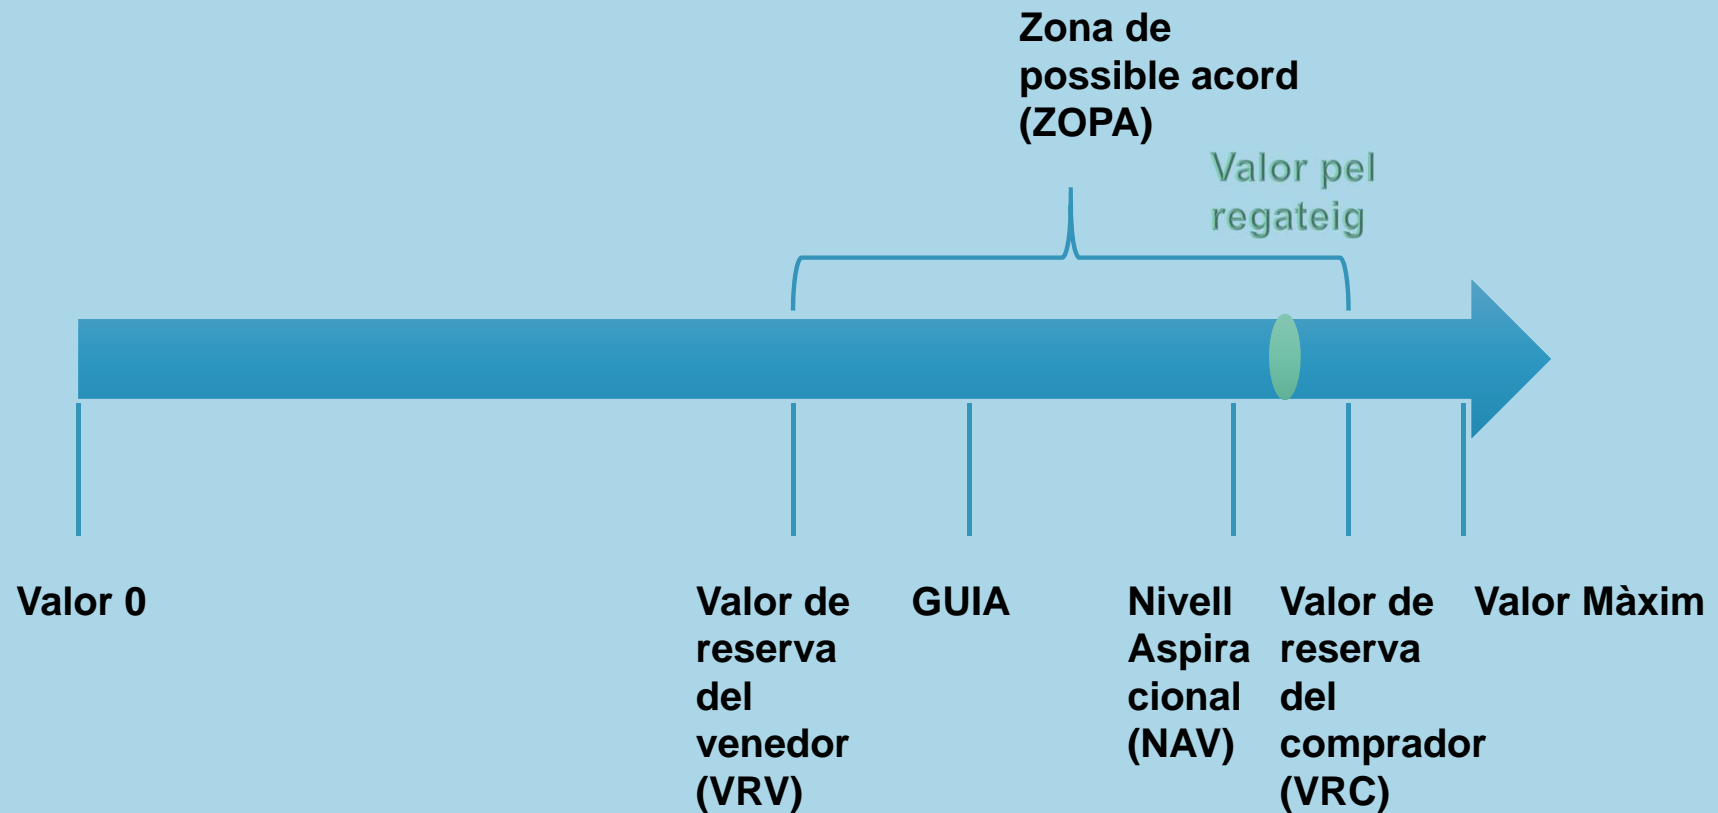 Zona de
possible acord
(ZOPA)
Valor pel
regateig
Valor 0
Valor de
reserva
del
venedor
(VRV)
GUIA
Nivell
Aspira
cional
(NAV)
Valor de
reserva
del
comprador
(VRC)
Valor Màxim